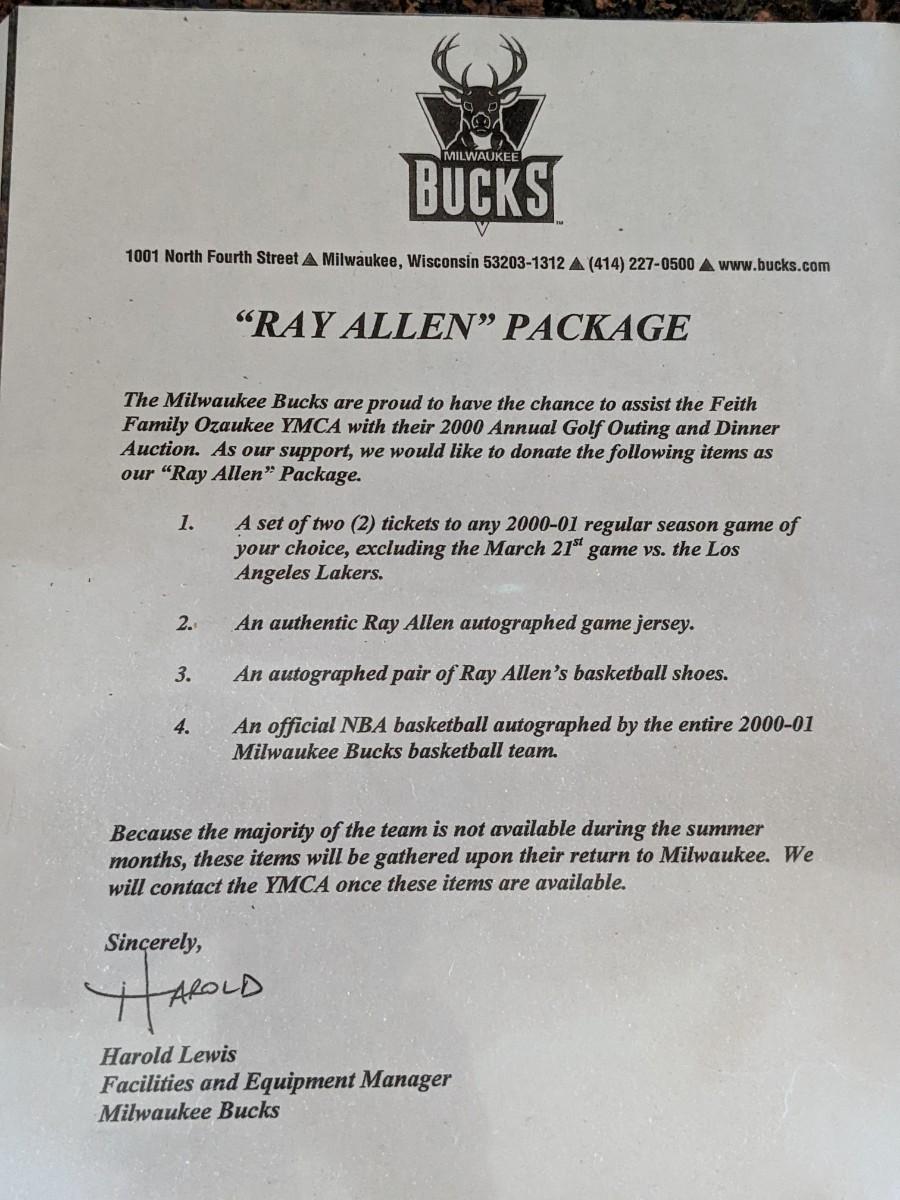 MILWAUKEE
BUCKS
™
1001 North Fourth Street ▲ Milwaukee, Wisconsin 53203-1312 ▲ (414) 227-0500 ▲ www.bucks.com
“RAY ALLEN” PACKAGE
The Milwaukee Bucks are proud to have the chance to assist the Feith
Family Ozaukee YMCA with their 2000 Annual Golf Outing and Dinner
Auction. As our support, we would like to donate the following items as
our “Ray Allen” Package.
1. A set of two (2) tickets to any 2000-01 regular season game of
your choice, excluding the March 21st game vs. the Los
Angeles Lakers.
2. An authentic Ray Allen autographed game jersey.
3. An autographed pair of Ray Allen’s basketball shoes.
4. An official NBA basketball autographed by the entire 2000-01
Milwaukee Bucks basketball team.
Because the majority of the team is not available during the summer
months, these items will be gathered upon their return to Milwaukee. We
will contact the YMCA once these items are available.
Sincerely,
HAROLD
Harold Lewis
Facilities and Equipment Manager
Milwaukee Bucks